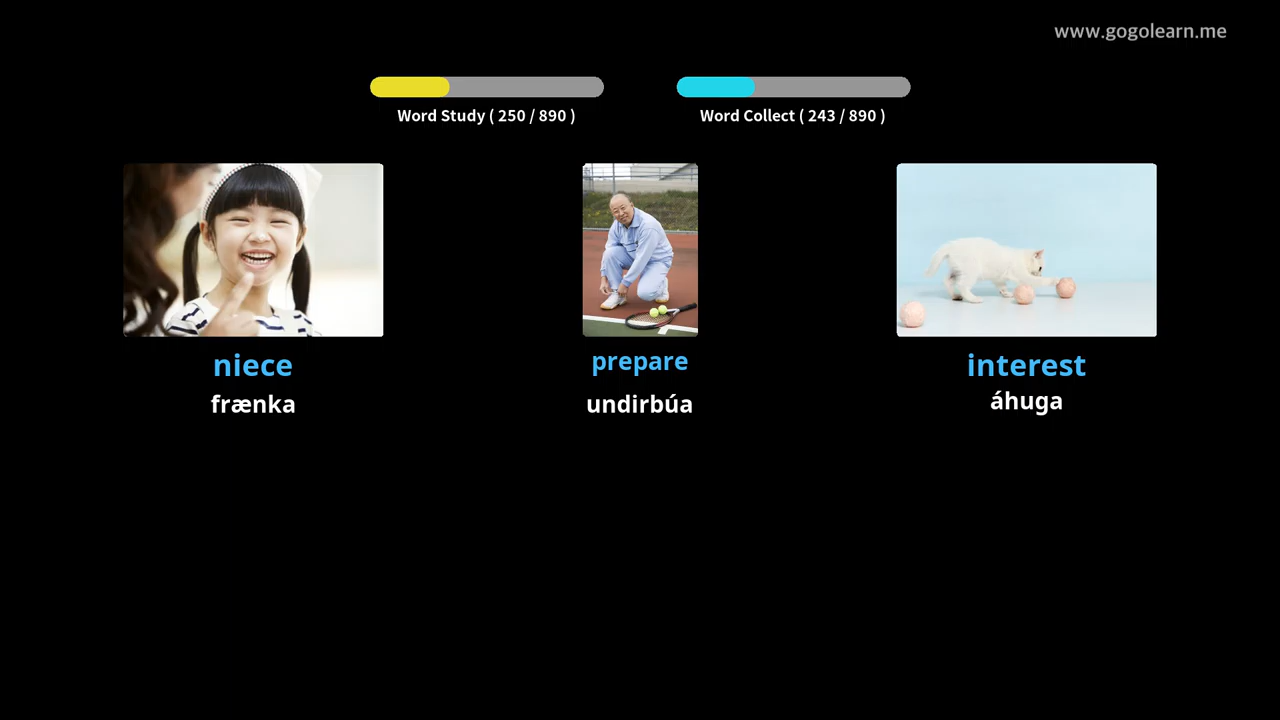 www.gogolearn.me
Word Study ( 250 / 890 )
Word Collect ( 243 / 890 )
niece
prepare
interest
frænka
undirbúa
áhuga